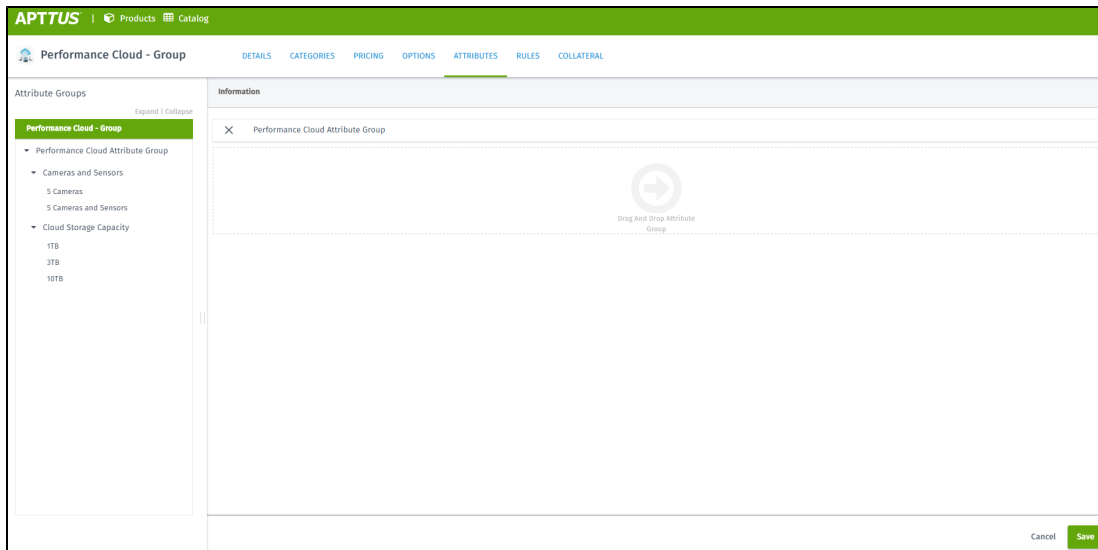 APTTUS | Products Catalog
Performance Cloud - Group DETAILS CATEGORIES PRICING OPTIONS ATTRIBUTES RULES COLLATERAL
Attribute Groups
Expand | Collapse
Performance Cloud - Group
Performance Cloud Attribute Group
Cameras and Sensors
5 Cameras
5 Cameras and Sensors
Cloud Storage Capacity
1TB
3TB
10TB
Information
Performance Cloud Attribute Group
Drag And Drop Attribute
Group
Cancel Save